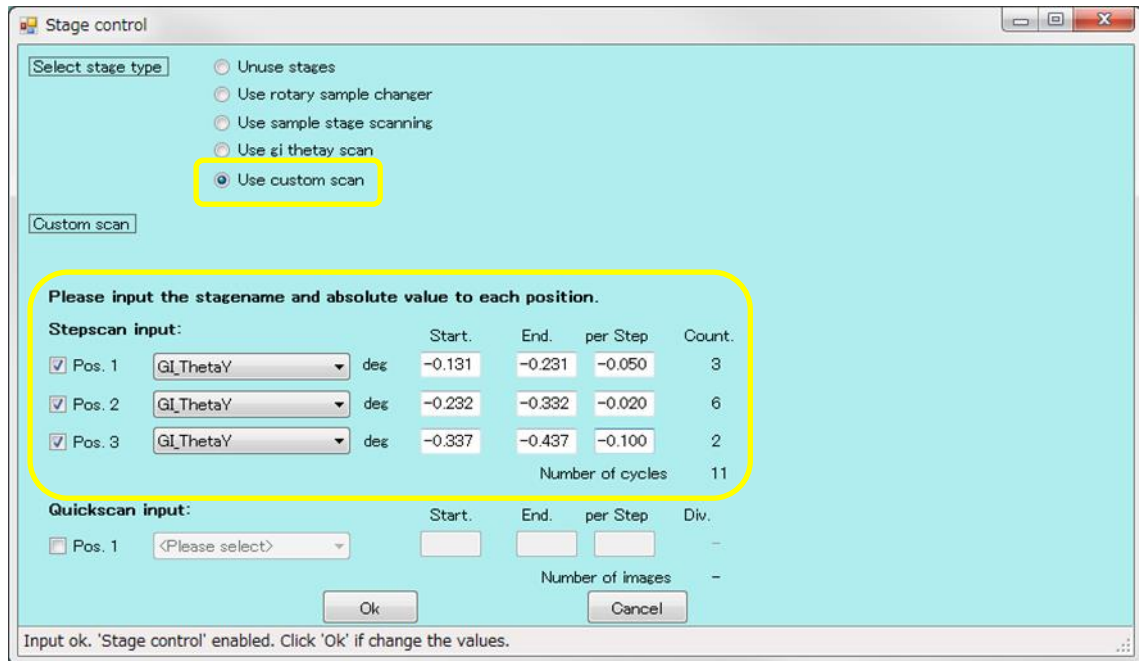 Stage control
Select stage type
Unuse stages
Use rotary sample changer
Use sample stage scanning
Use gi thetay scan
Use custom scan
Custom scan
Please input the stagename and absolute value to each position.
Stepscan input: Start. End. per Step Count.
Pos. 1 GI_ThetaY deg -0.131 -0.231 -0.050 3
Pos. 2 GI_ThetaY deg -0.232 -0.332 -0.020 6
Pos. 3 GI_ThetaY deg -0.337 -0.437 -0.100 2
Number of cycles 11
Quickscan input: Start. End. per Step Div.
Pos. 1 <Please select> -
Number of images -
Ok Cancel
Input ok. 'Stage control' enabled. Click 'Ok' if change the values.